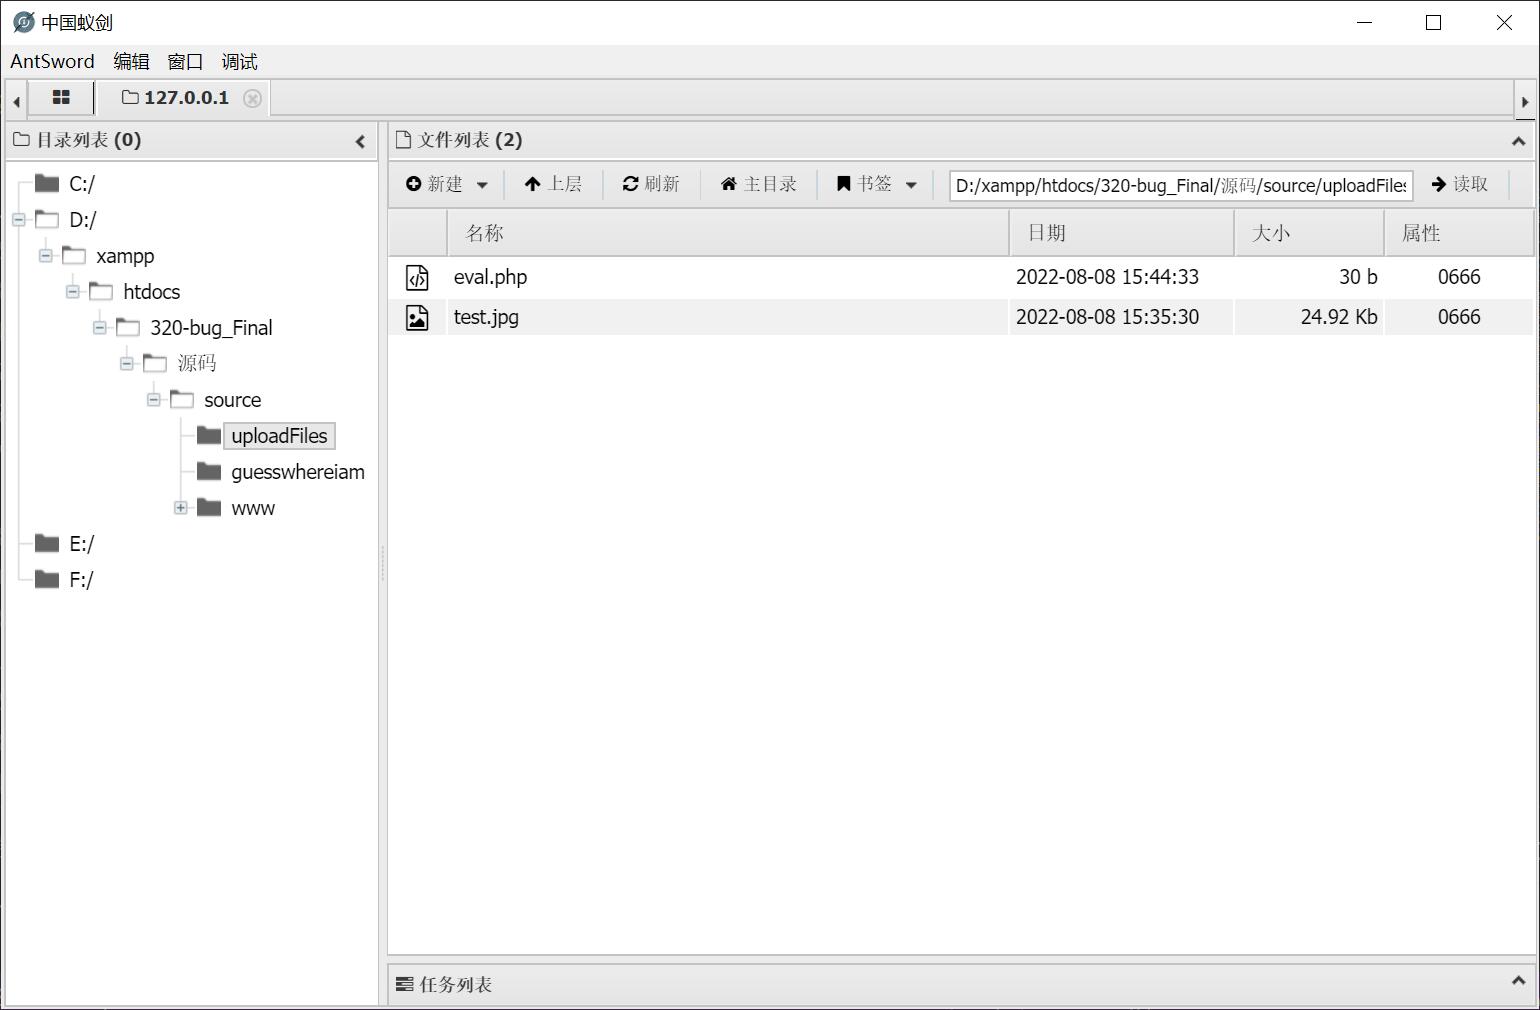 中国蚁剑
AntSword 编辑 窗口 调试
127.0.0.1
目录列表 (0)
C:/
D:/
xampp
htdocs
320-bug_Final
源码
source
uploadFiles
guesswhereiam
www
E:/
F:/
文件列表 (2)
新建 上层 刷新 主目录 书签 D:/xampp/htdocs/320-bug_Final/源码/source/uploadFiles 读取
名称 日期 大小 属性
eval.php 2022-08-08 15:44:33 30 b 0666
test.jpg 2022-08-08 15:35:30 24.92 Kb 0666
任务列表